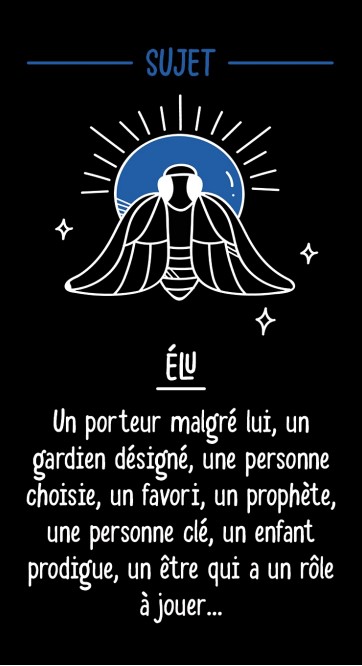 SUJET
ÉLU
Un porteur malgré lui, un
gardien désigné, une personne
choisie, un favori, un prophète,
une personne clé, un enfant
prodigue, un être qui a un rôle
à jouer...